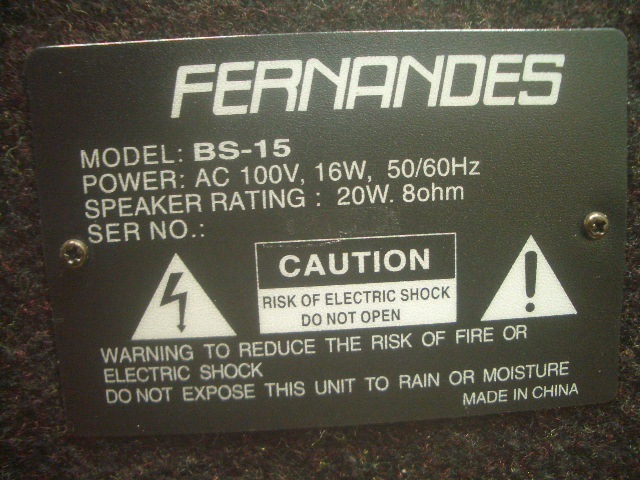 FERNANDES
MODEL: BS-15
POWER: AC 100V, 16W, 50/60Hz
SPEAKER RATING : 20W. 8ohm
SER NO.:
CAUTION
RISK OF ELECTRIC SHOCK
DO NOT OPEN
WARNING TO REDUCE THE RISK OF FIRE OR
ELECTRIC SHOCK
DO NOT EXPOSE THIS UNIT TO RAIN OR MOISTURE
MADE IN CHINA